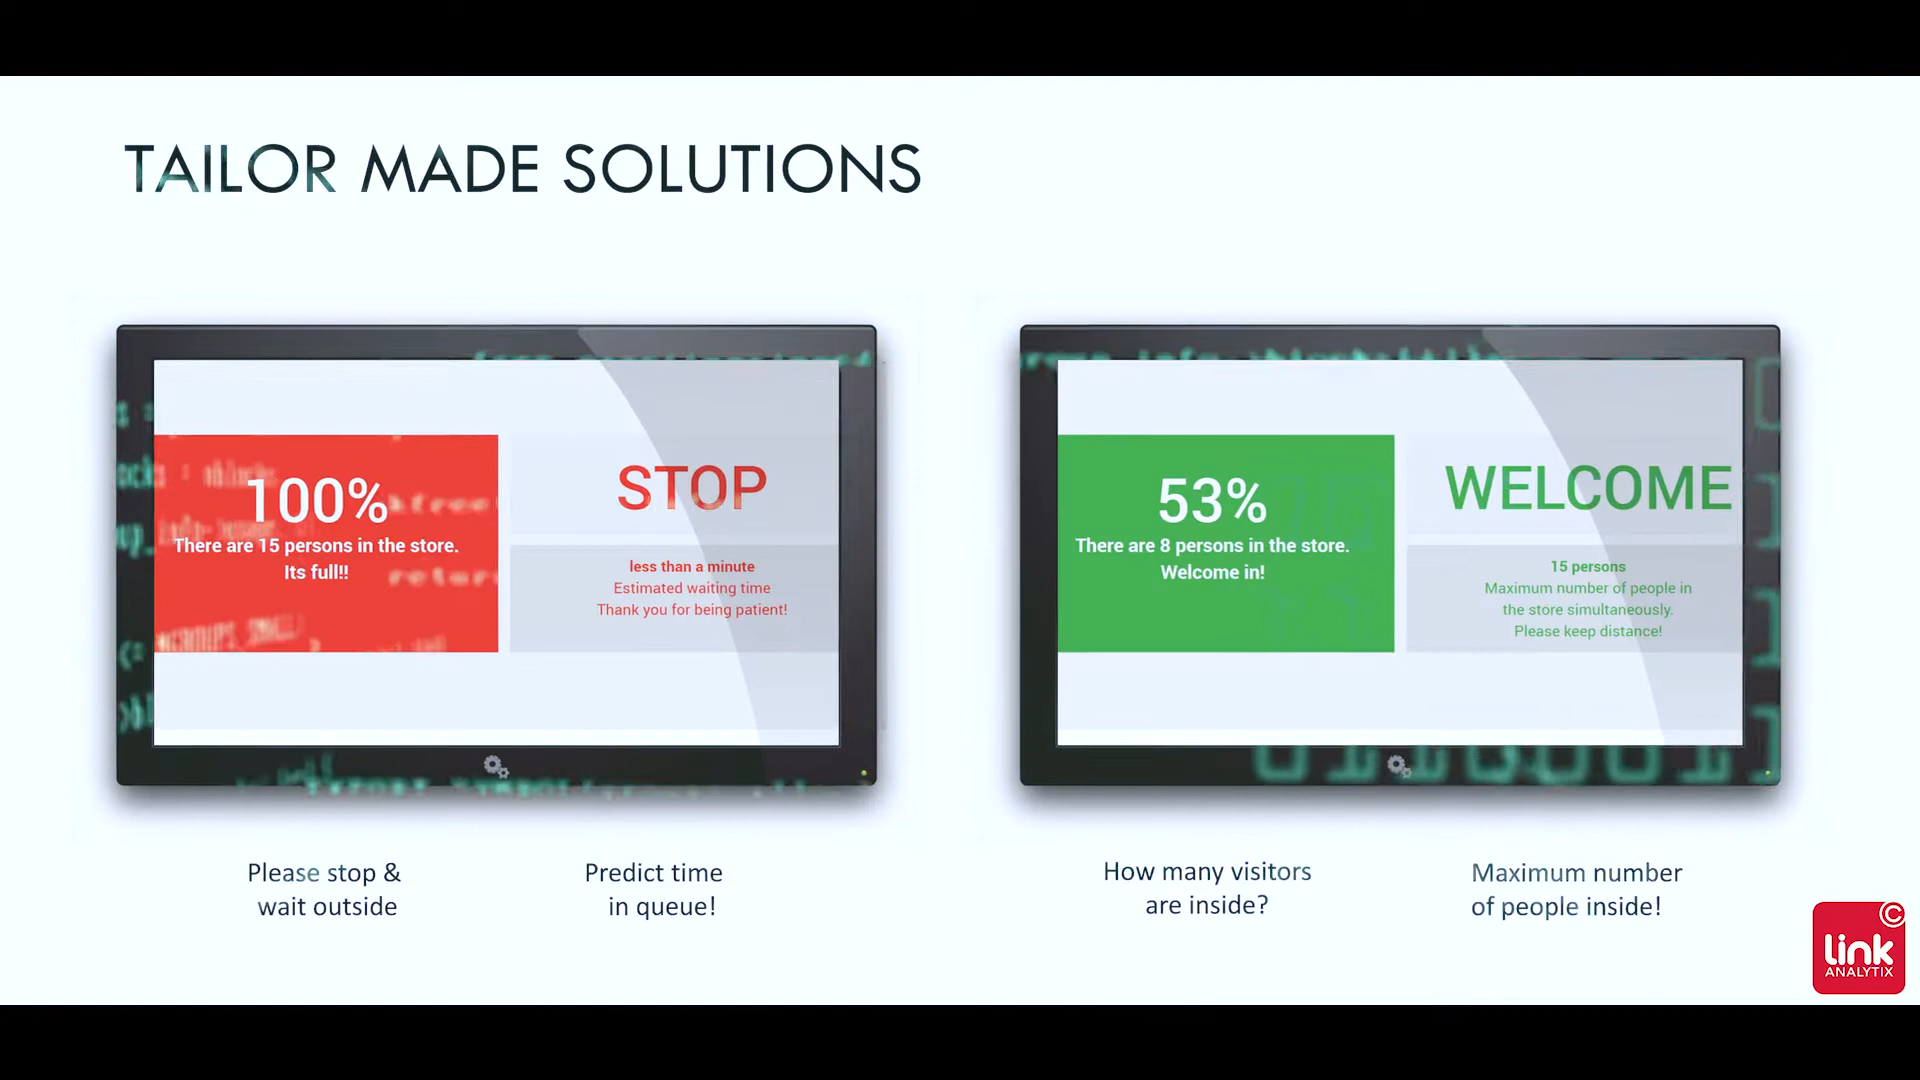 TAILOR MADE SOLUTIONS
100%
There are 15 persons in the store.
Its full!!
STOP
less than a minute
Estimated waiting time
Thank you for being patient!
53%
There are 8 persons in the store.
Welcome in!
WELCOME
15 persons
Maximum number of people in
the store simultaneously.
Please keep distance!
Please stop &
wait outside
Predict time
in queue!
How many visitors
are inside?
Maximum number
of people inside!
©
link
ANALYTIX